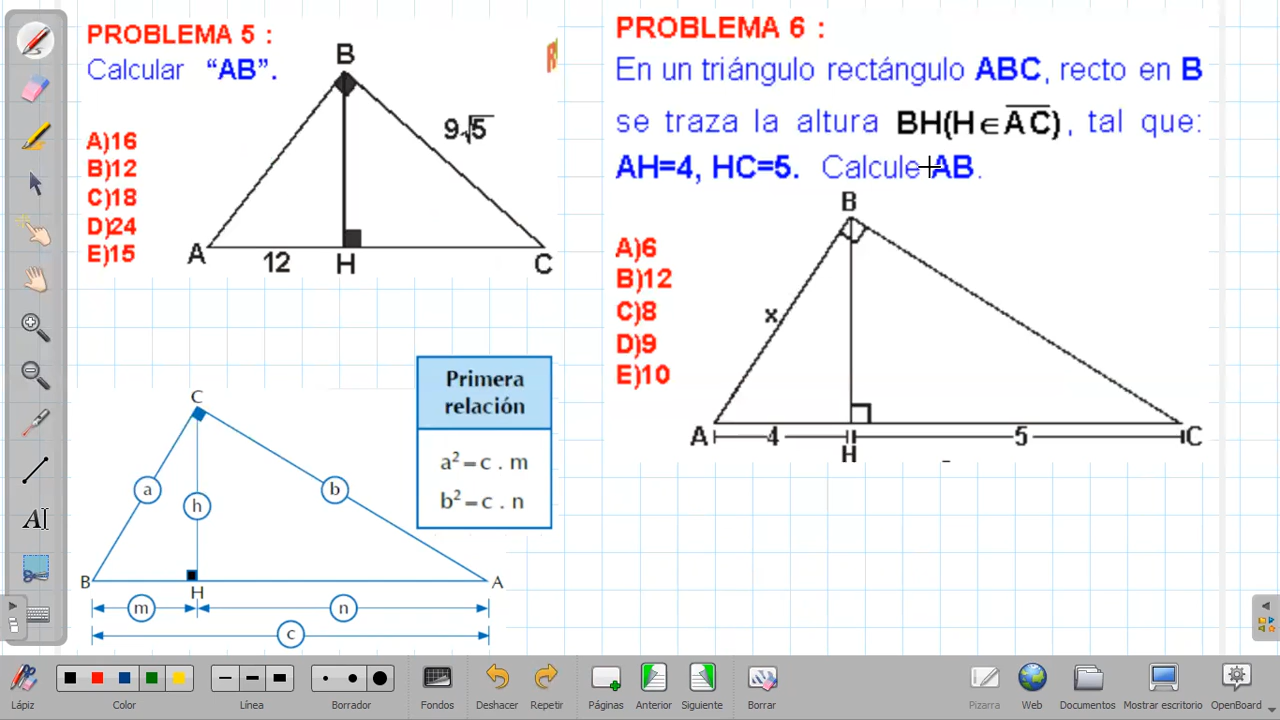 PROBLEMA 5 :
Calcular "AB".
A)16
B)12
C)18
D)24
E)15
B
9√5
A
12
H
C
PROBLEMA 6 :
En un triángulo rectángulo ABC, recto en B
se traza la altura BH(H∈A̅C̅), tal que:
AH=4, HC=5. Calcule AB.
A)6
B)12
C)8
D)9
E)10
B
x
A
4
H
5
C
Primera
relación
a² = c . m
b² = c . n
C
a
h
b
B
H
A
m
n
c
Lápiz
Color
Línea
Borrador
Fondos
Deshacer
Repetir
Páginas
Anterior
Siguiente
Borrar
Pizarra
Web
Documentos
Mostrar escritorio
OpenBoard